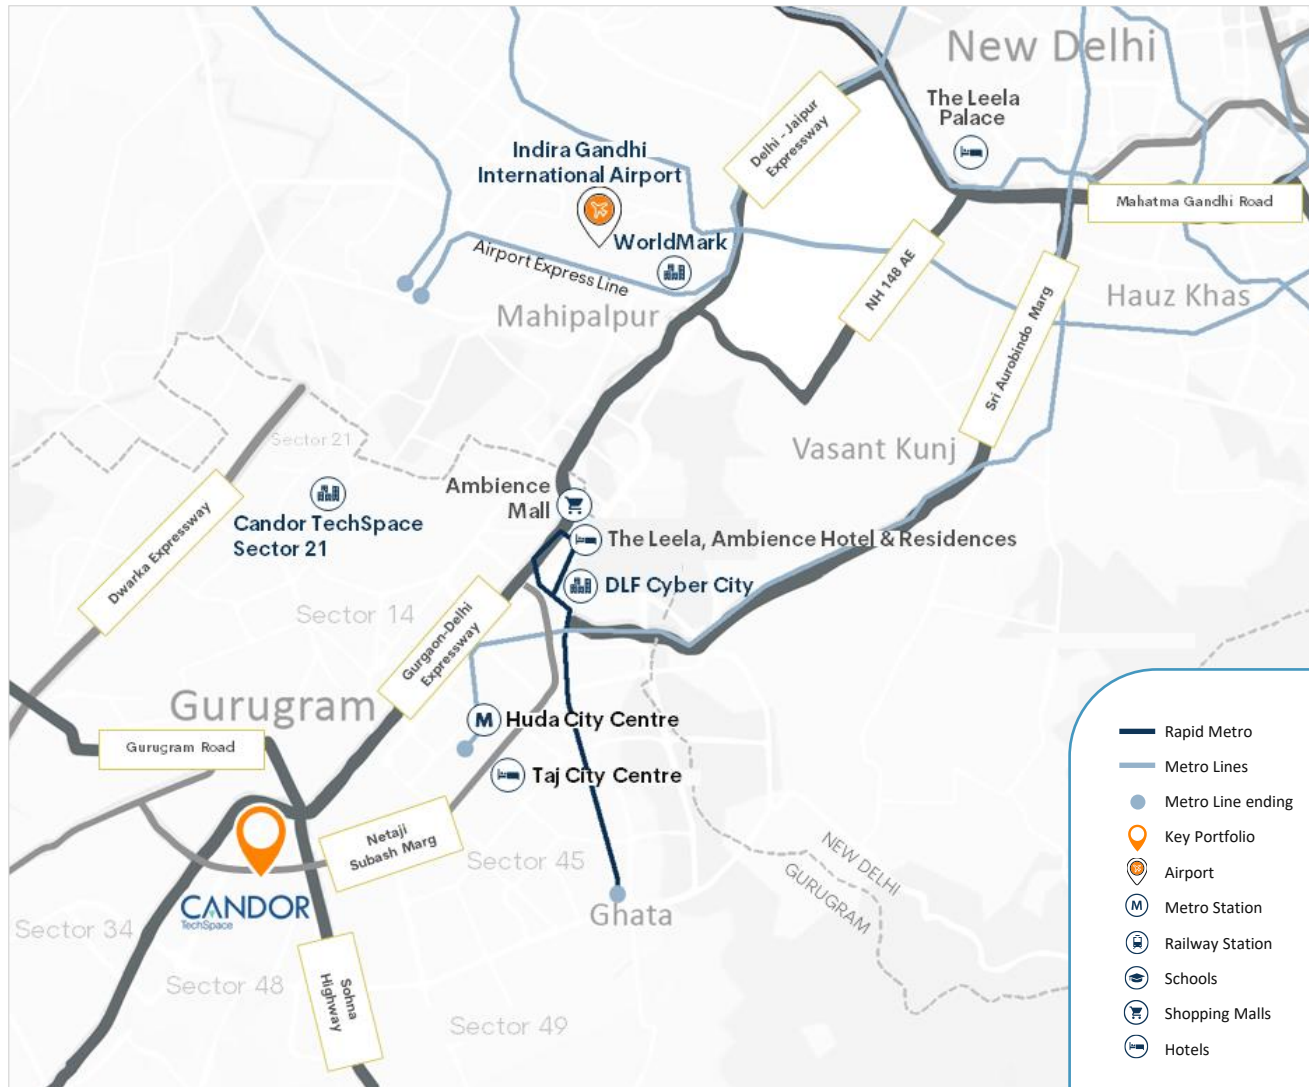 New Delhi
The Leela
Palace
Delhi - Jaipur
Expressway
Indira Gandhi
International Airport
Mahatma Gandhi Road
WorldMark
Airport Express Line
NH 148 AE
Hauz Khas
Mahipalpur
Sri Aurobindo Marg
Sector 21
Vasant Kunj
Ambience
Mall
Candor TechSpace
Sector 21
The Leela, Ambience Hotel & Residences
Dwarka Expressway
DLF Cyber City
Sector 14
Gurgaon-Delhi
Expressway
Gurugram
M
Huda City Centre
Gurugram Road
Taj City Centre
Netaji
Subash Marg
Sector 45
NEW DELHI
GURUGRAM
CANDOR
TechSpace
Ghata
Sector 34
Sector 48
Sohna
Highway
Sector 49
Rapid Metro
Metro Lines
Metro Line ending
Key Portfolio
Airport
M Metro Station
Railway Station
Schools
Shopping Malls
Hotels